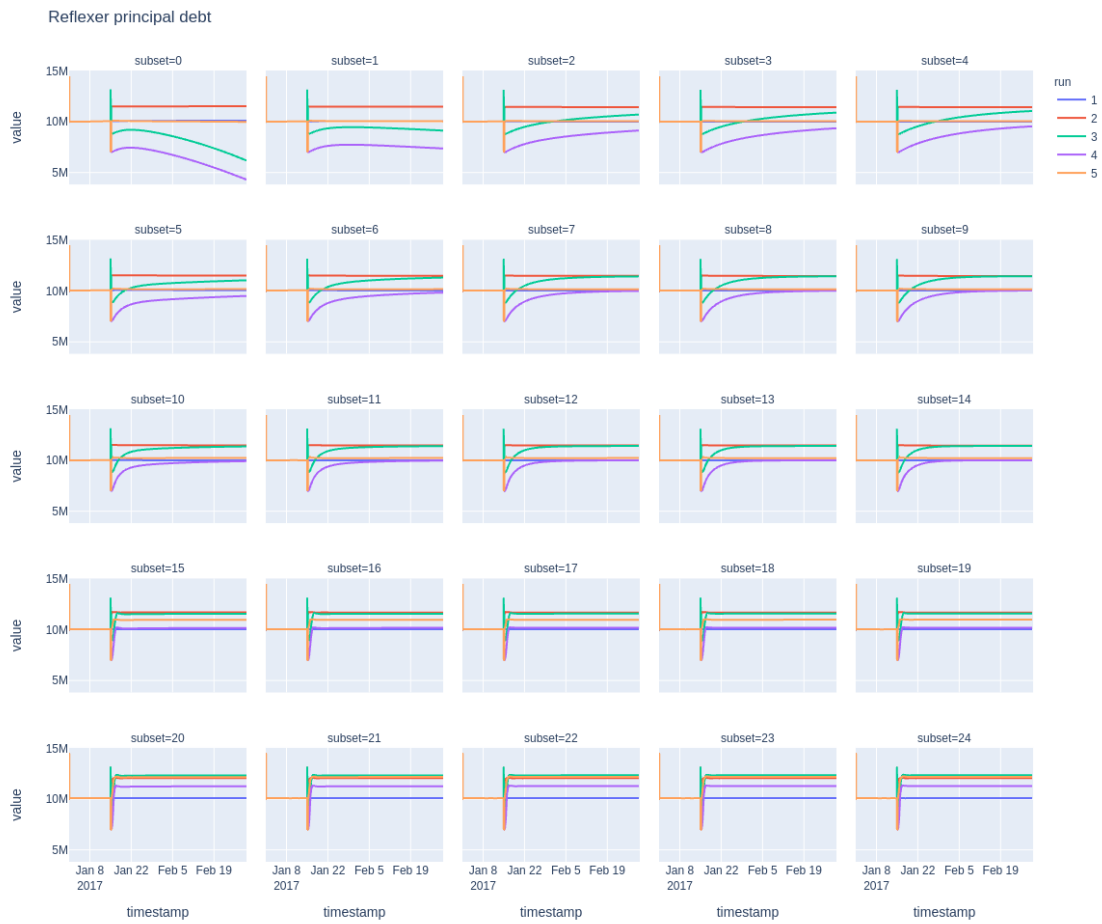 Reflexer principal debt
subset=0 subset=1 subset=2 subset=3 subset=4
15M
10M
5M
value
run
1
2
3
4
5
subset=5 subset=6 subset=7 subset=8 subset=9
15M
10M
5M
value
subset=10 subset=11 subset=12 subset=13 subset=14
15M
10M
5M
value
subset=15 subset=16 subset=17 subset=18 subset=19
15M
10M
5M
value
subset=20 subset=21 subset=22 subset=23 subset=24
15M
10M
5M
value
Jan 8 Jan 22 Feb 5 Feb 19 Jan 8 Jan 22 Feb 5 Feb 19 Jan 8 Jan 22 Feb 5 Feb 19 Jan 8 Jan 22 Feb 5 Feb 19 Jan 8 Jan 22 Feb 5 Feb 19
2017 2017 2017 2017 2017
timestamp timestamp timestamp timestamp timestamp